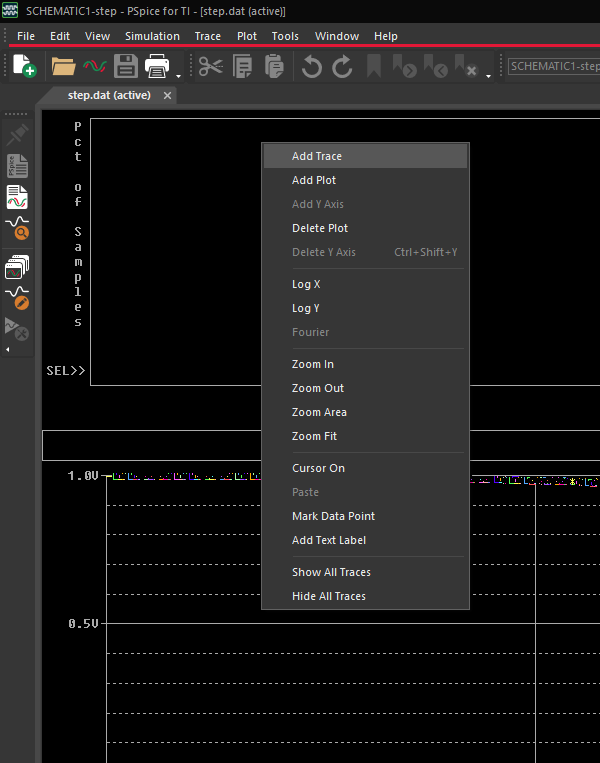 SCHEMATIC1-step - PSpice for TI - [step.dat (active)]
File Edit View Simulation Trace Plot Tools Window Help
SCHEMATIC1-step
step.dat (active)
Pct of Samples
SEL>>
PSpice
Add Trace
Add Plot
Add Y Axis
Delete Plot
Delete Y Axis Ctrl+Shift+Y
Log X
Log Y
Fourier
Zoom In
Zoom Out
Zoom Area
Zoom Fit
Cursor On
Paste
Mark Data Point
Add Text Label
Show All Traces
Hide All Traces
1.0V
0.5V